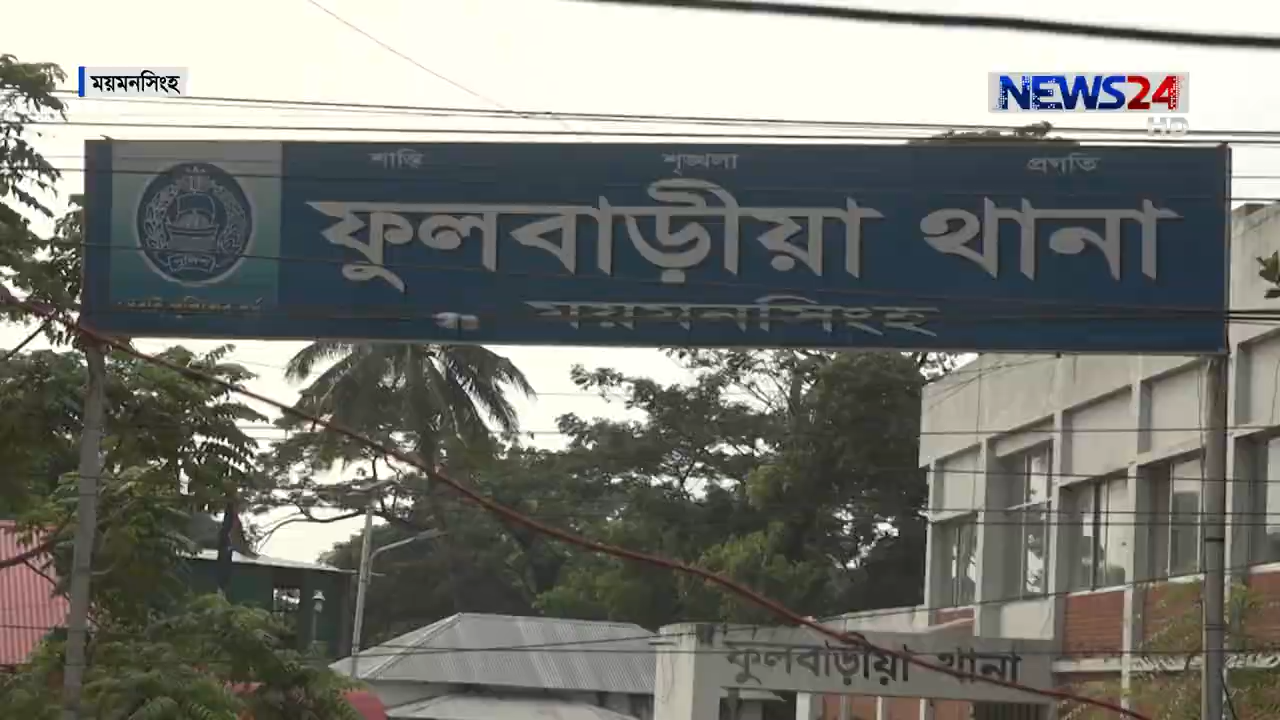 ময়মনসিংহ
NEWS24
HD
শান্তি শৃঙ্খলা প্রগতি
ফুলবাড়ীয়া থানা
পুলিশ
ময়মনসিংহ
ফুলবাড়ীয়া থানা